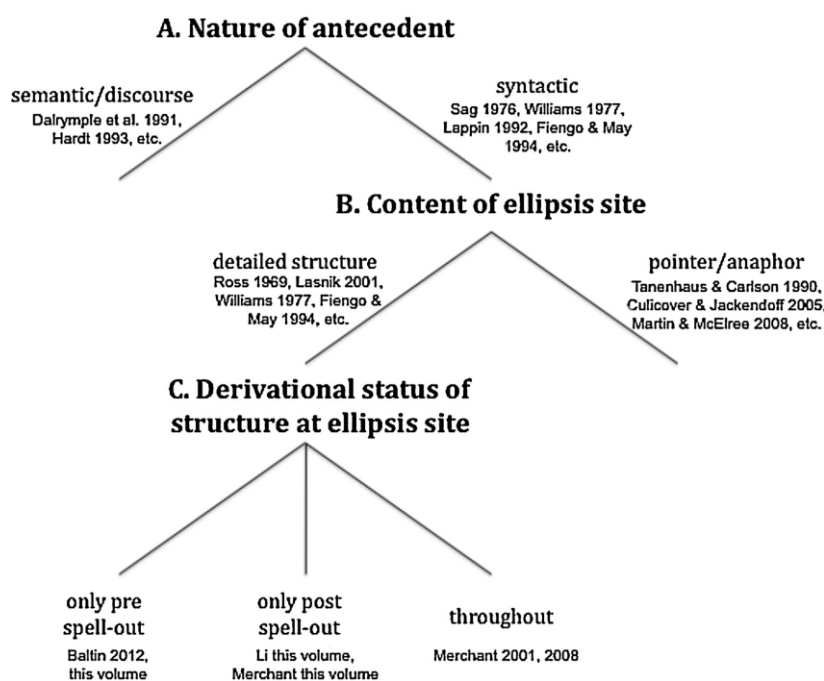 A. Nature of antecedent
semantic/discourse
Dalrymple et al. 1991,
Hardt 1993, etc.
syntactic
Sag 1976, Williams 1977,
Lappin 1992, Fiengo & May
1994, etc.
B. Content of ellipsis site
detailed structure
Ross 1969, Lasnik 2001,
Williams 1977, Fiengo &
May 1994, etc.
pointer/anaphor
Tanenhaus & Carlson 1990,
Culicover & Jackendoff 2005,
Martin & McElree 2008, etc.
C. Derivational status of
structure at ellipsis site
only pre
spell-out
Baltin 2012,
this volume
only post
spell-out
Li this volume,
Merchant this volume
throughout
Merchant 2001, 2008